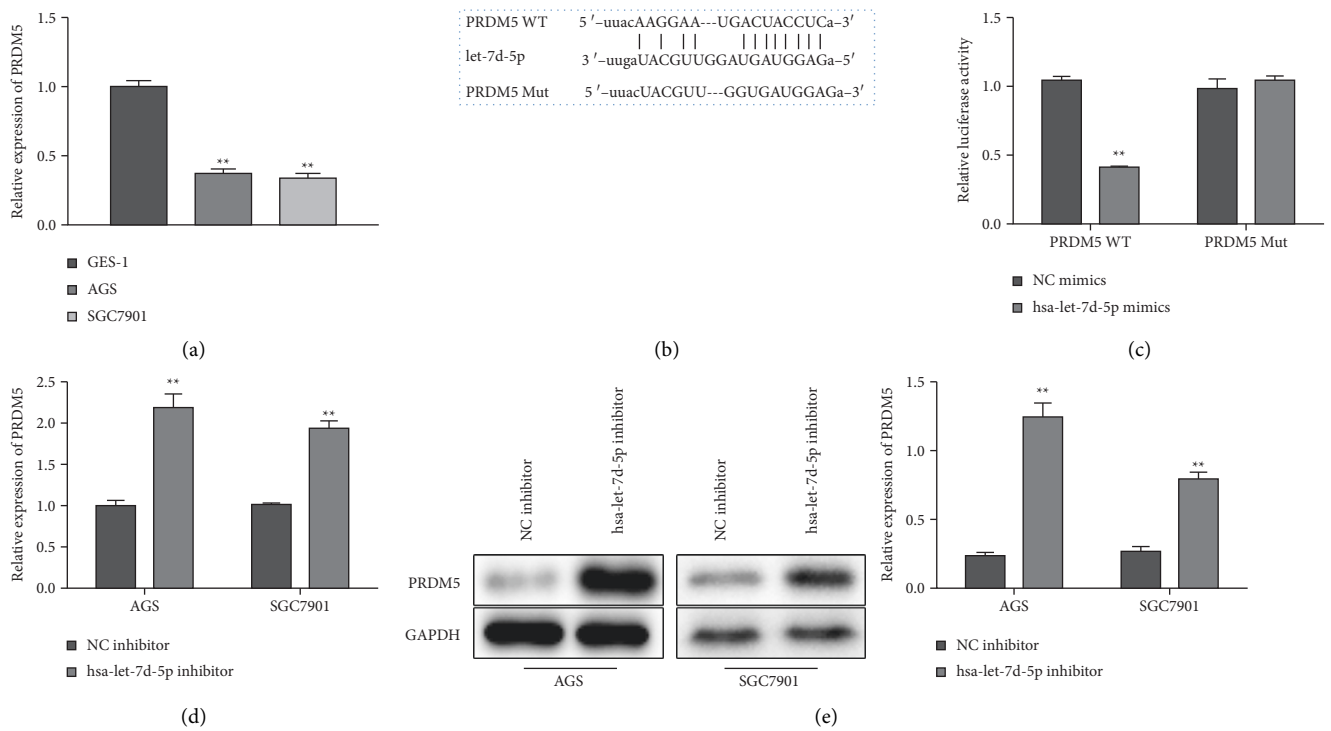 Relative expression of PRDM5
1.5
1.0
0.5
0.0
**
**
GES-1
AGS
SGC7901
(a)
PRDM5 WT 5 ′–uuacAAGGAA---UGACUACCUCa–3′
let-7d-5p 3 ′–uugaUACGUUGGAUGAUGGAGa–5′
PRDM5 Mut 5 ′–uuacUACGUU---GGUGAUGGAGa–3′
(b)
Relative luciferase activity
1.5
1.0
0.5
0.0
**
PRDM5 WT PRDM5 Mut
NC mimics
hsa-let-7d-5p mimics
(c)
Relative expression of PRDM5
2.5
2.0
1.5
1.0
0.5
0.0
**
**
AGS SGC7901
NC inhibitor
hsa-let-7d-5p inhibitor
(d)
NC inhibitor
hsa-let-7d-5p inhibitor
NC inhibitor
hsa-let-7d-5p inhibitor
PRDM5
GAPDH
AGS SGC7901
Relative expression of PRDM5
1.5
1.0
0.5
0.0
**
**
AGS SGC7901
NC inhibitor
hsa-let-7d-5p inhibitor
(e)